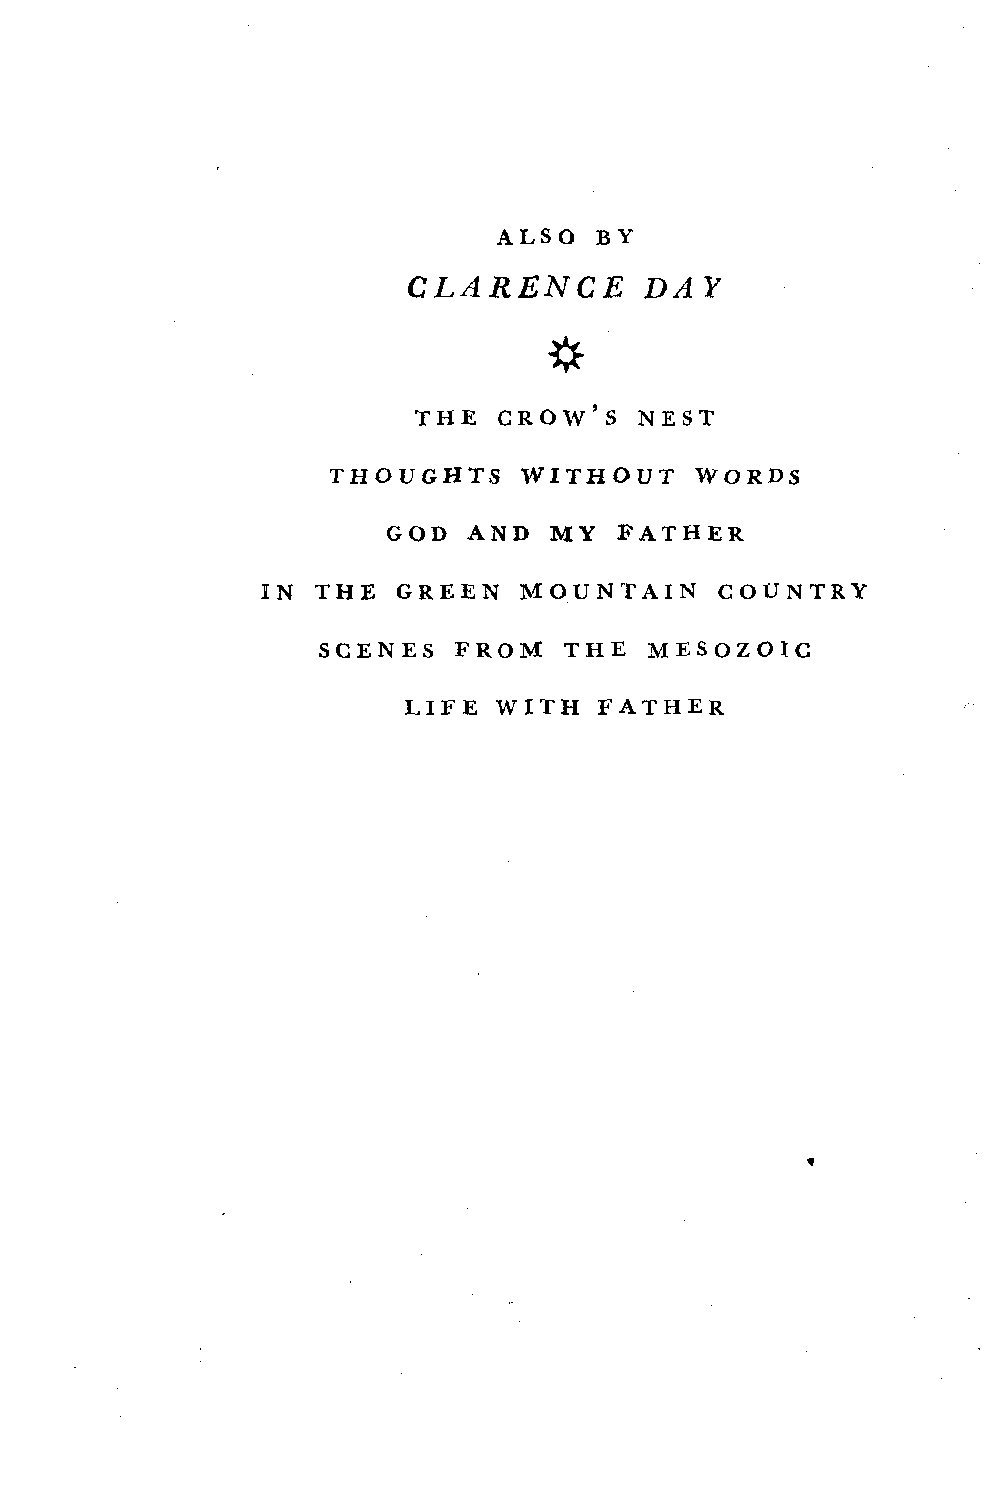 ALSO BY
CLARENCE DAY
THE CROW'S NEST
THOUGHTS WITHOUT WORDS
GOD AND MY FATHER
IN THE GREEN MOUNTAIN COUNTRY
SCENES FROM THE MESOZOIC
LIFE WITH FATHER